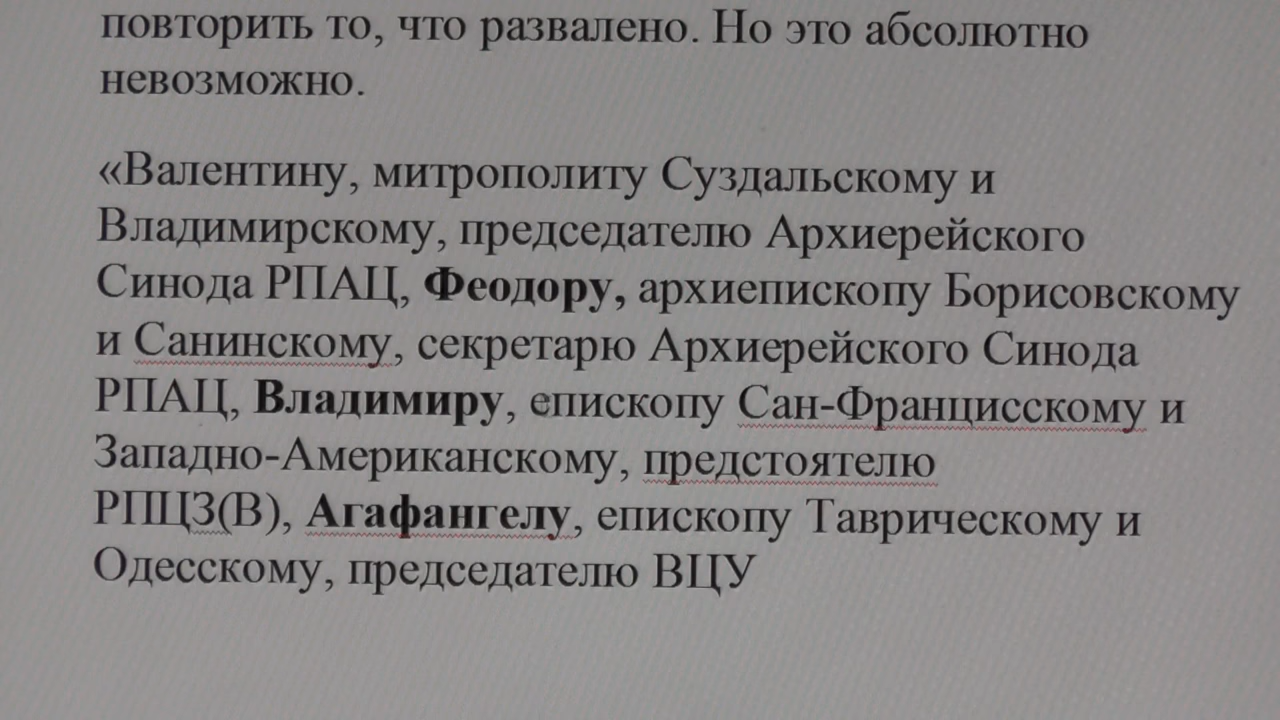 повторить то, что развалено. Но это абсолютно
невозможно.
«Валентину, митрополиту Суздальскому и
Владимирскому, председателю Архиерейского
Синода РПАЦ, Феодору, архиепископу Борисовскому
и Санинскому, секретарю Архиерейского Синода
РПАЦ, Владимиру, епископу Сан-Францисскому и
Западно-Американскому, предстоятелю
РПЦЗ(В), Агафангелу, епископу Таврическому и
Одесскому, председателю ВЦУ